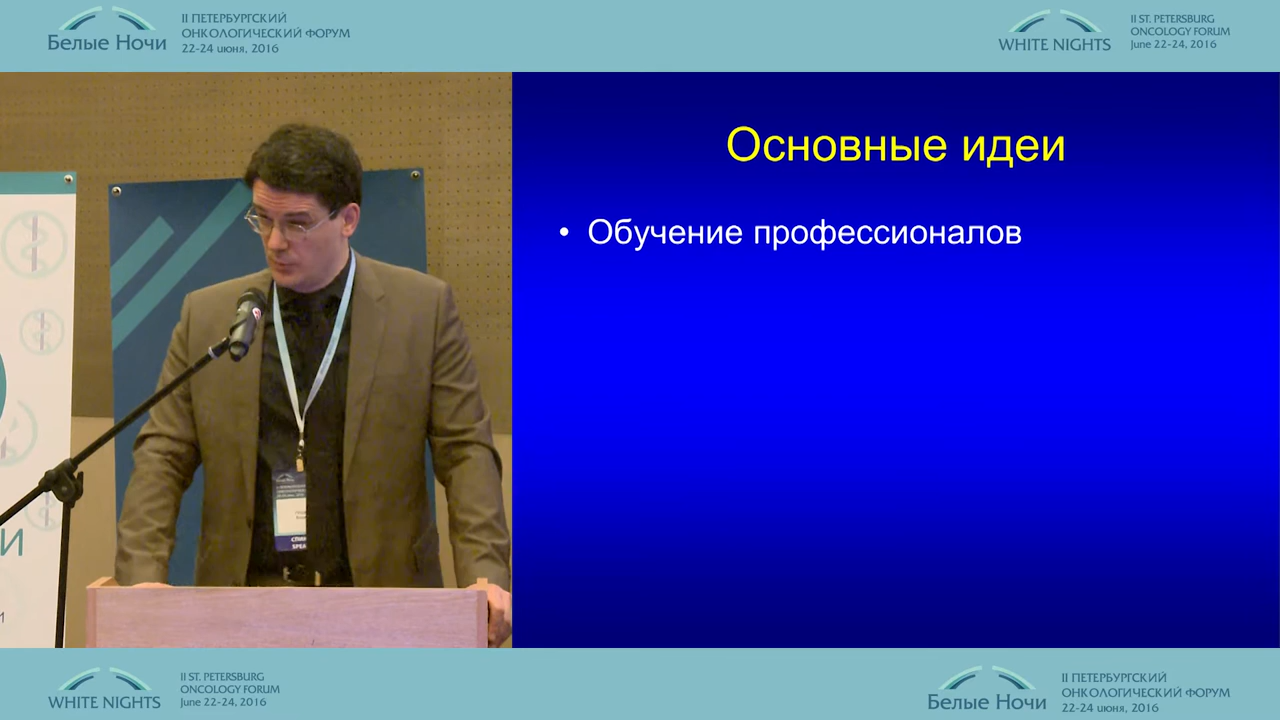 Белые Ночи
II ПЕТЕРБУРГСКИЙ
ОНКОЛОГИЧЕСКИЙ ФОРУМ
22-24 июня, 2016
WHITE NIGHTS
II ST. PETERSBURG
ONCOLOGY FORUM
June 22-24, 2016
Основные идеи
• Обучение профессионалов
И
WHITE NIGHTS
II ST. PETERSBURG
ONCOLOGY FORUM
June 22-24, 2016
Белые Ночи
II ПЕТЕРБУРГСКИЙ
ОНКОЛОГИЧЕСКИЙ ФОРУМ
22-24 июня, 2016